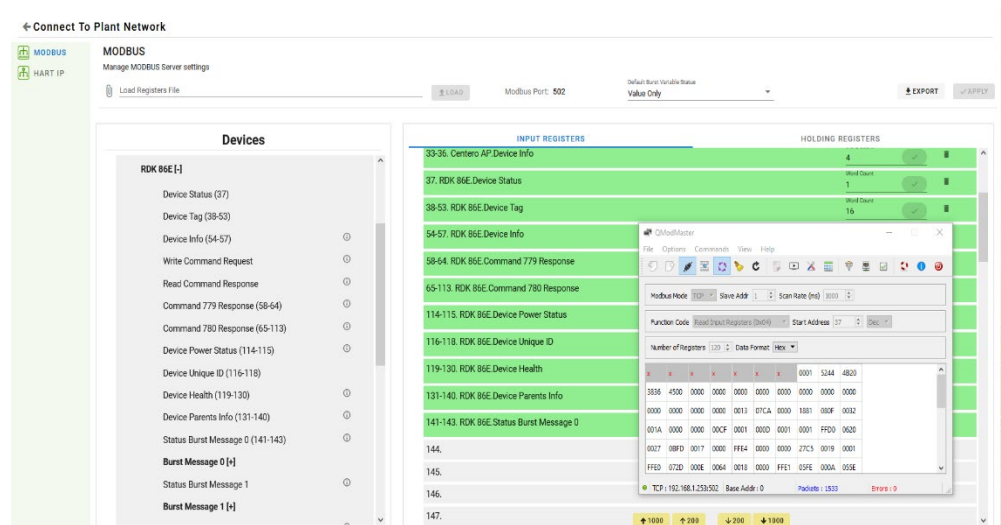 Connect To Plant Network
MODBUS
HART IP
MODBUS
Manage MODBUS Server settings
Load Registers File
LOAD
Modbus Port: 502
Default Burst Variable Status
Value Only
EXPORT
APPLY
Devices
RDK 86E [-]
Device Status (37)
Device Tag (38-53)
Device Info (54-57)
Write Command Request
Read Command Response
Command 779 Response (58-64)
Command 780 Response (65-113)
Device Power Status (114-115)
Device Unique ID (116-118)
Device Health (119-130)
Device Parents Info (131-140)
Status Burst Message 0 (141-143)
Burst Message 0 [+]
Status Burst Message 1
Burst Message 1 [+]
INPUT REGISTERS
HOLDING REGISTERS
33-36. Centero AP.Device Info
4
37. RDK 86E.Device Status
Word Count
1
38-53. RDK 86E.Device Tag
Word Count
16
54-57. RDK 86E.Device Info
58-64. RDK 86E.Command 779 Response
65-113. RDK 86E.Command 780 Response
114-115. RDK 86E.Device Power Status
116-118. RDK 86E.Device Unique ID
119-130. RDK 86E.Device Health
131-140. RDK 86E.Device Parents Info
141-143. RDK 86E.Status Burst Message 0
144.
145.
146.
147.
1000
200
200
1000
QModMaster
File Options Commands View Help
Modbus Mode TCP Slave Addr 1 Scan Rate (ms) 1000
Function Code Read Input Registers (0x04) Start Address 37 Dec
Number of Registers 120 Data Format Hex
x x x x x x x 0001 5244 4B20
3836 4500 0000 0000 0000 0000 0000 0000 0000 0000
0000 0000 0000 0000 0013 07CA 0000 1881 080F 0032
001A 0000 0000 00CF 0001 000D 0001 0001 FFD0 0620
0027 08FD 0017 0000 FFE4 0000 0000 27C5 0019 0001
FFE0 072D 000E 0064 0018 0000 FFE1 05FE 000A 055E
TCP : 192.168.1.253:502 Base Addr : 0 Packets : 1533 Errors : 0